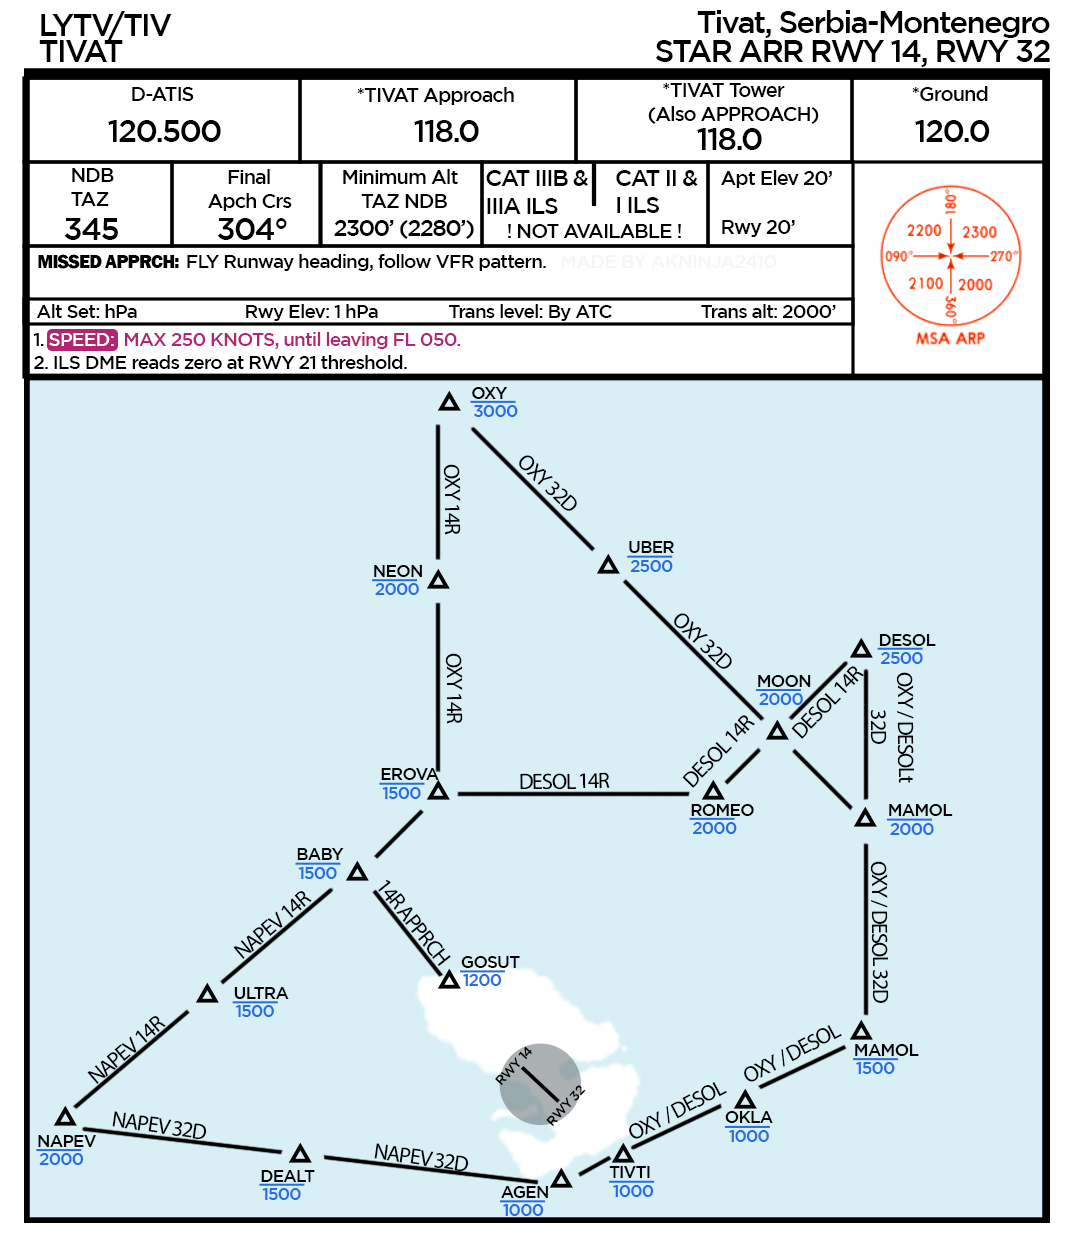 LYTV/TIV
TIVAT
Tivat, Serbia-Montenegro
STAR ARR RWY 14, RWY 32
D-ATIS
120.500
*TIVAT Approach
118.0
*TIVAT Tower
(Also APPROACH)
118.0
*Ground
120.0
NDB
TAZ
345
Final
Apch Crs
304°
Minimum Alt
TAZ NDB
2300' (2280')
CAT IIIB &
IIIA ILS
CAT II &
I ILS
! NOT AVAILABLE !
Apt Elev 20'
Rwy 20'
MISSED APPRCH: FLY Runway heading, follow VFR pattern.
MADE BY AKNINJA2410
Alt Set: hPa
Rwy Elev: 1 hPa
Trans level: By ATC
Trans alt: 2000'
1. SPEED: MAX 250 KNOTS, until leaving FL 050.
2. ILS DME reads zero at RWY 21 threshold.
180°
2200
2300
090°
270°
2100
2000
360°
MSA ARP
OXY
3000
OXY 14R
OXY 32D
NEON
2000
UBER
2500
OXY 14R
OXY 32D
DESOL
2500
MOON
2000
DESOL 14R
OXY / DESOLt
32D
DESOL 14R
EROVA
1500
DESOL 14R
ROMEO
2000
MAMOL
2000
BABY
1500
14R APPRCH
NAPEV 14R
OXY / DESOL 32D
GOSUT
1200
ULTRA
1500
NAPEV 14R
RWY 14
RWY 32
OXY / DESOL
MAMOL
1500
OXY / DESOL
OKLA
1000
NAPEV
2000
NAPEV 32D
DEALT
1500
NAPEV 32D
TIVTI
1000
AGEN
1000